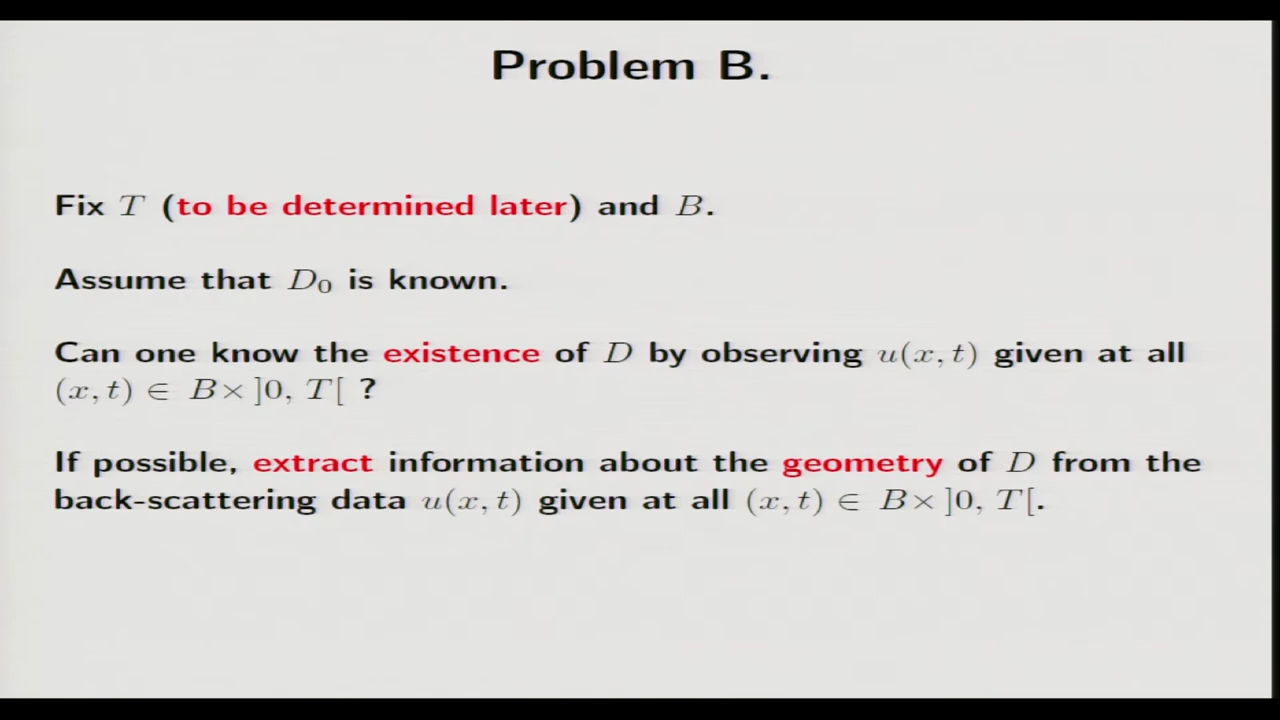 Problem B.
Fix T (to be determined later) and B.
Assume that D₀ is known.
Can one know the existence of D by observing u(x, t) given at all
(x, t) ∈ B× ]0, T[ ?
If possible, extract information about the geometry of D from the
back-scattering data u(x, t) given at all (x, t) ∈ B× ]0, T[.